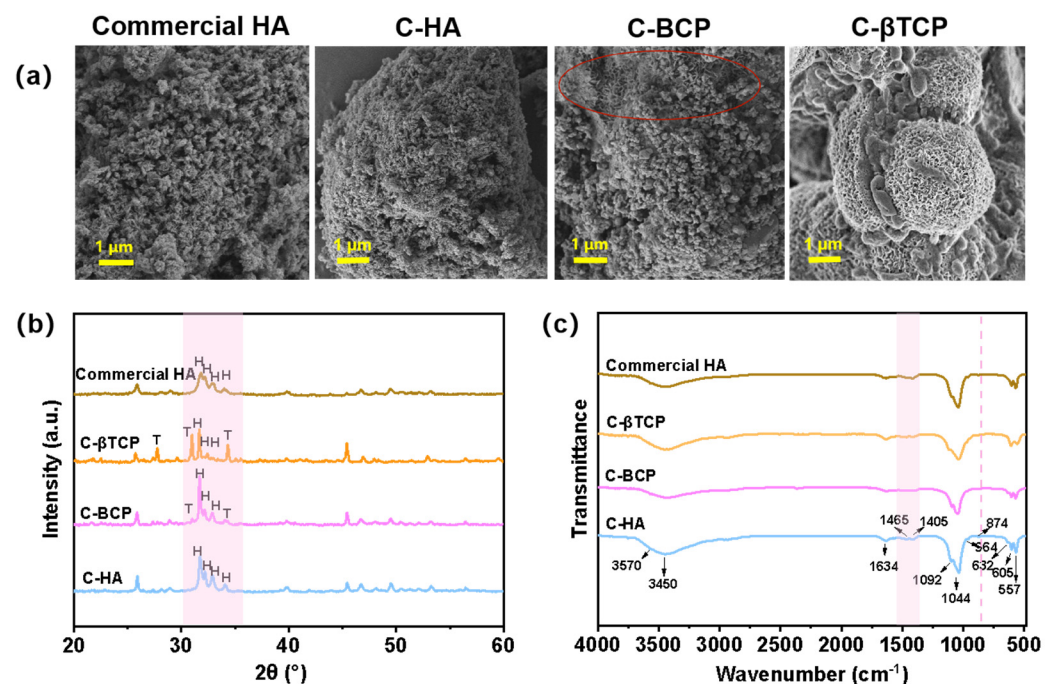 Commercial HA
C-HA
C-BCP
C-βTCP
(a)
1 μm
1 μm
1 μm
1 μm
(b)
Intensity (a.u.)
Commercial HA
H
H
H
H
C-βTCP
T
T
H
H
H
T
C-BCP
T
H
H
H
T
C-HA
H
H
H
H
20
30
40
50
60
2θ (°)
(c)
Transmittance
Commercial HA
C-βTCP
C-BCP
C-HA
3570
3450
1634
1465
1405
1092
1044
874
964
632
605
557
4000
3500
3000
2500
2000
1500
1000
500
Wavenumber (cm⁻¹)